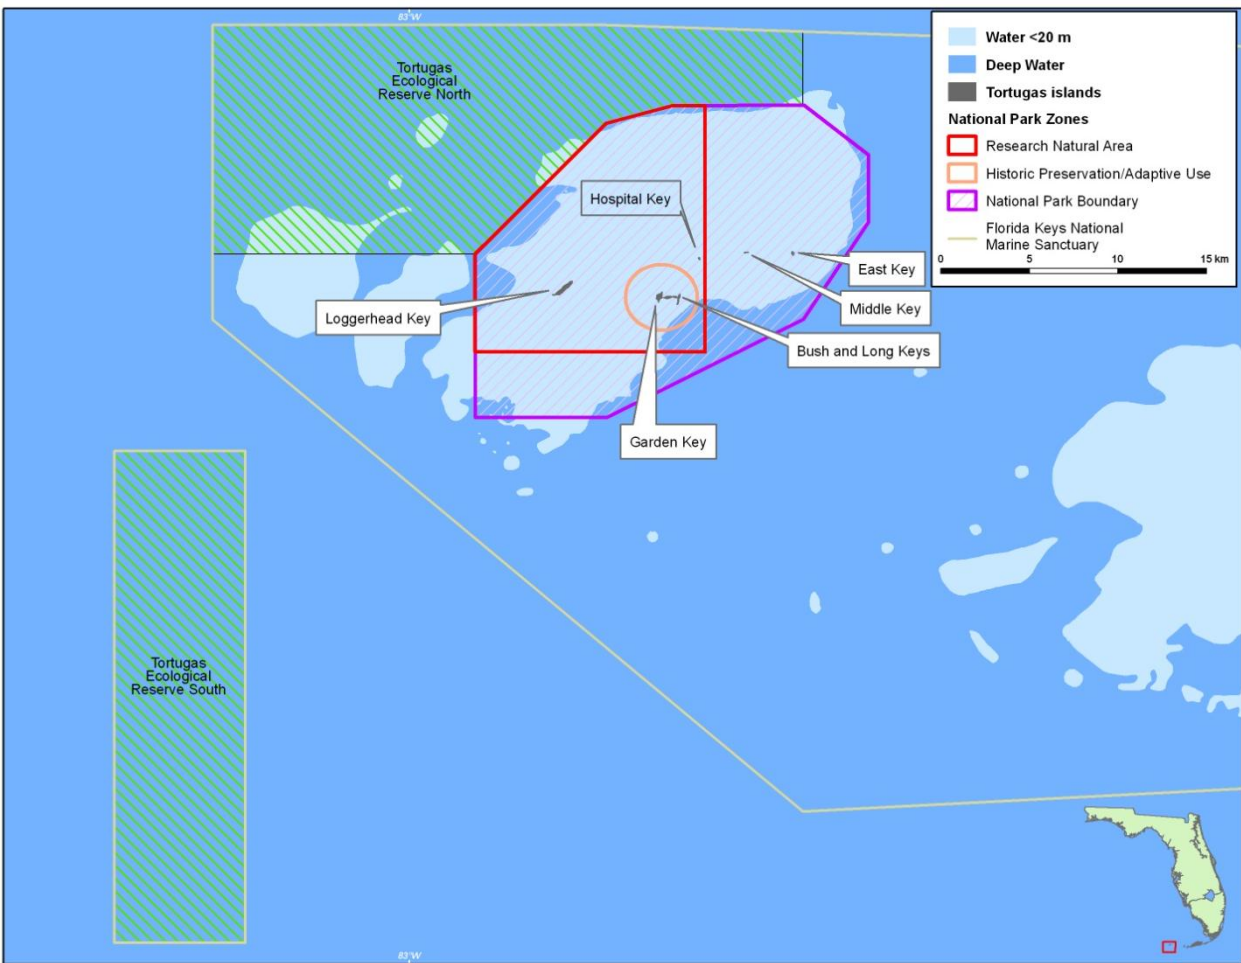 83°W
Tortugas
Ecological
Reserve North
Water <20 m
Deep Water
Tortugas islands
National Park Zones
Research Natural Area
Historic Preservation/Adaptive Use
National Park Boundary
Florida Keys National
Marine Sanctuary
0 5 10 15 km
Hospital Key
East Key
Loggerhead Key
Middle Key
Bush and Long Keys
Garden Key
Tortugas
Ecological
Reserve South
83°W